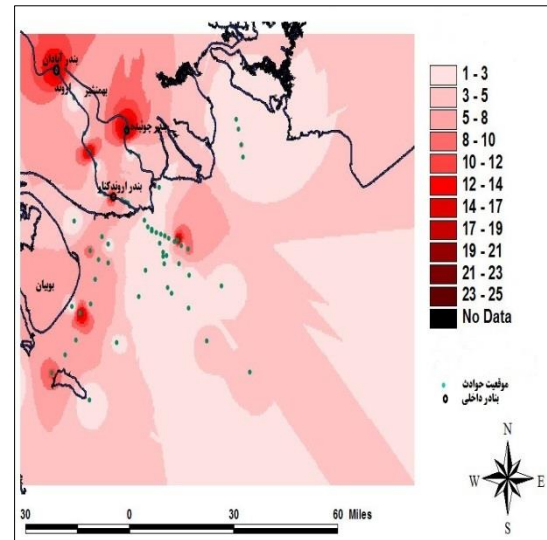 بندر آبادان
اروند
بهمنشیر
بندر چوئبده
بندر اروندکنار
بوبیان
1 - 3
3 - 5
5 - 8
8 - 10
10 - 12
12 - 14
14 - 17
17 - 19
19 - 21
21 - 23
23 - 25
No Data
موقعیت حوادث
بنادر داخلی
N
W E
S
30 0 30 60 Miles